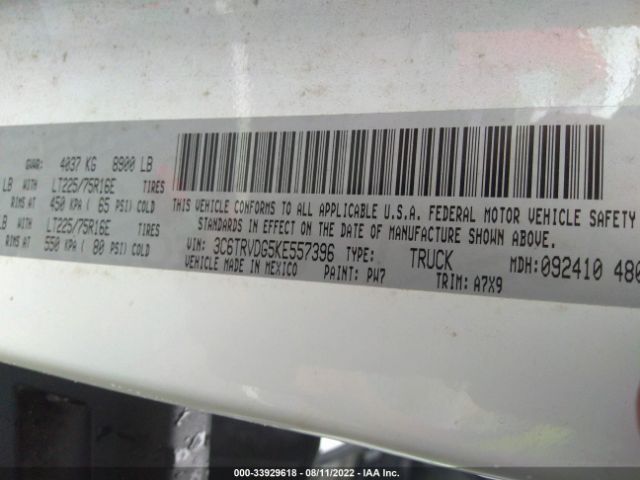 GVWR: 4037 KG 8900 LB
LB WITH LT225/75R16E TIRES
RIMS AT 450 KPA ( 65 PSI) COLD
LB WITH LT225/75R16E TIRES
RIMS AT 550 KPA ( 80 PSI) COLD
THIS VEHICLE CONFORMS TO ALL APPLICABLE U.S.A. FEDERAL MOTOR VEHICLE SAFETY
STANDARDS IN EFFECT ON THE DATE OF MANUFACTURE SHOWN ABOVE.
VIN: 3C6TRVDG5KE557396 TYPE: TRUCK MDH:092410 480
VEHICLE MADE IN MEXICO PAINT: PW7 TRIM: A7X9
000-33929618 - 08/11/2022 - IAA Inc.